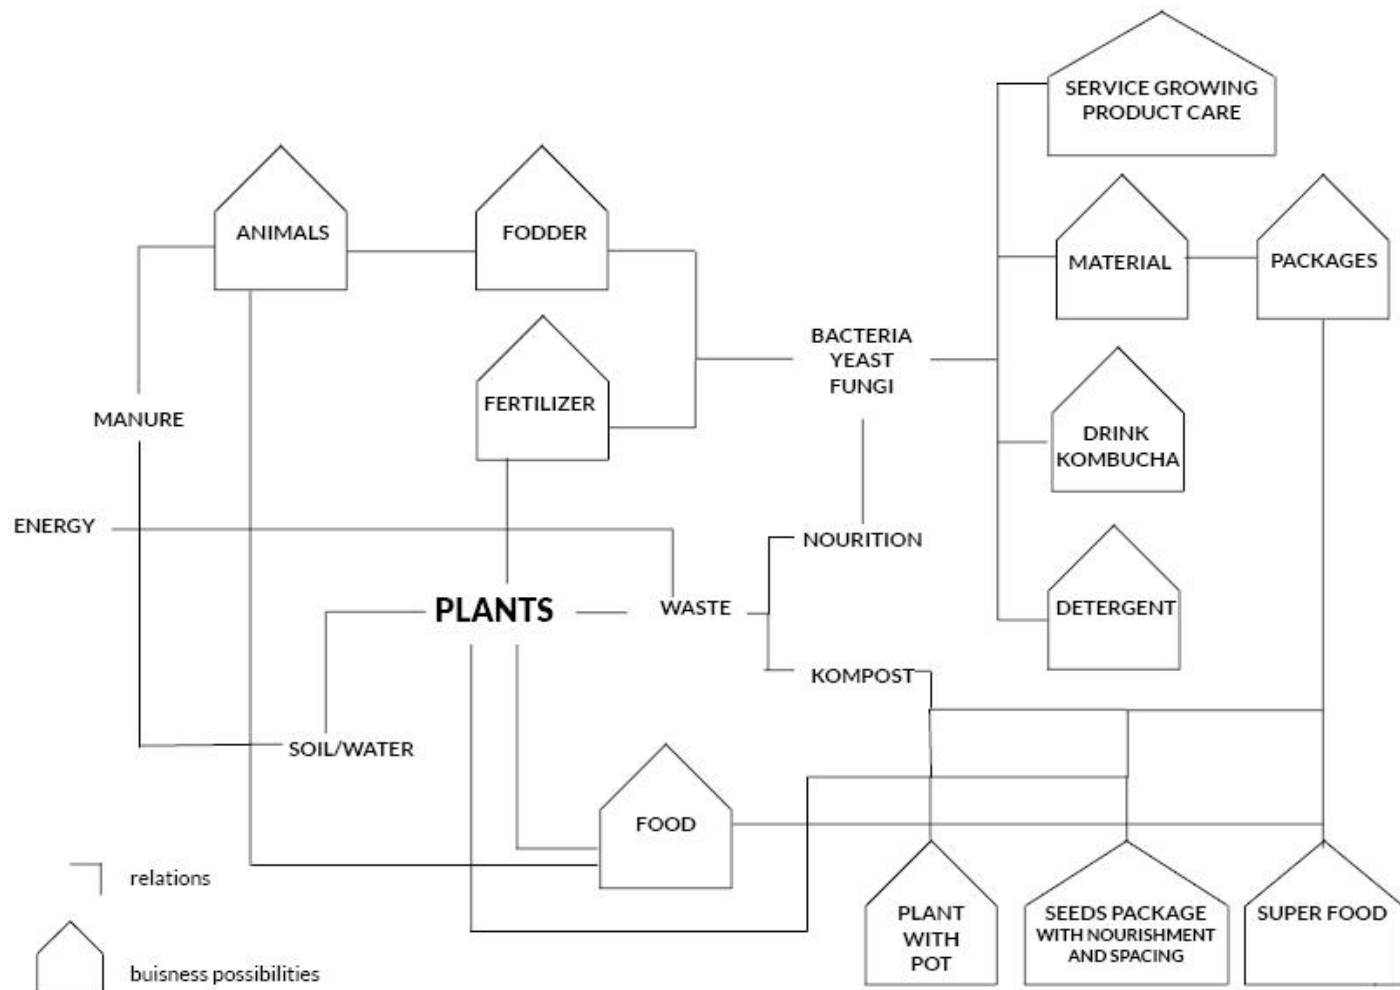 SERVICE GROWING
PRODUCT CARE
ANIMALS
FODDER
MATERIAL
PACKAGES
BACTERIA
YEAST
FUNGI
FERTILIZER
MANURE
DRINK
KOMBUCHA
ENERGY
NOURITION
PLANTS
WASTE
DETERGENT
KOMPOST
SOIL/WATER
FOOD
relations
PLANT
WITH
POT
SEEDS PACKAGE
WITH NOURISHMENT
AND SPACING
SUPER FOOD
buisness possibilities